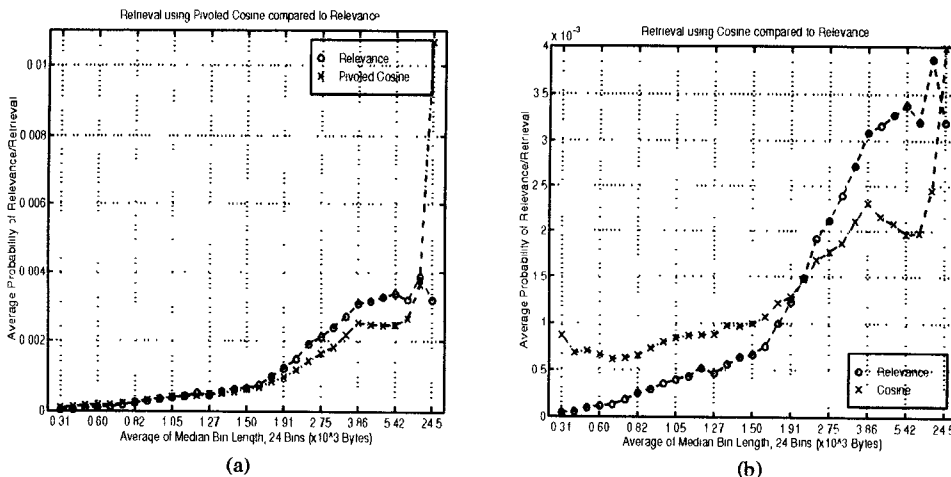 Retrieval using Pivoted Cosine compared to Relevance
0 01
0 008
0 006
0 004
0 002
0
Average Probability of Relevance/Retrieval
Relevance
Pivoted Cosine
0 31 0 60 0 82 1 05 1 27 1 50 1 91 2 75 3 86 5 42 24 5
Average of Median Bin Length, 24 Bins (x10^3 Bytes)
(a)
x 10⁻³
Retrieval using Cosine compared to Relevance
4
3 5
3
2 5
2
1 5
1
0 5
0
Average Probability of Relevance/Retrieval
Relevance
Cosine
0 31 0 60 0 82 1 05 1 27 1 50 1 91 2 75 3 86 5 42 24 5
Average of Median Bin Length, 24 Bins (x10^3 Bytes)
(b)